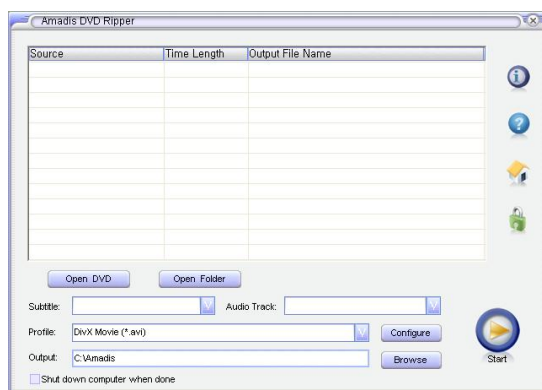 Amadis DVD Ripper
Source Time Length Output File Name
Open DVD Open Folder
Subtitle: Audio Track:
Profile: DivX Movie (*.avi) Configure
Output: C:\Amadis Browse
Start
Shut down computer when done